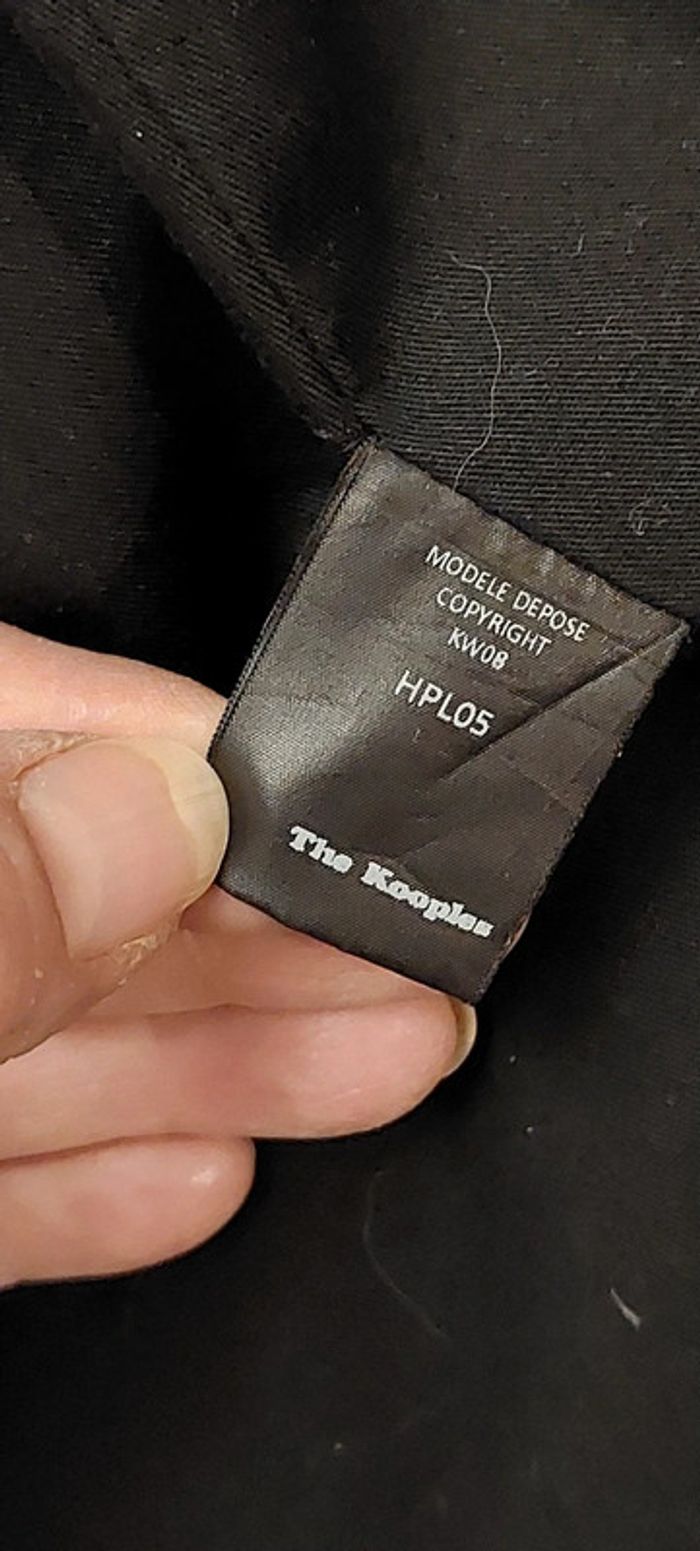 MODELE DEPOSE
COPYRIGHT
KW08
HPL05
The Kooples